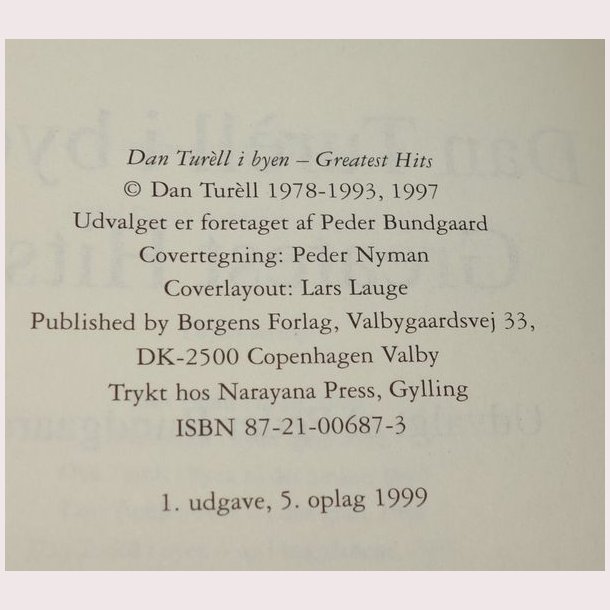 Dan Turèll i byen – Greatest Hits
© Dan Turèll 1978-1993, 1997
Udvalget er foretaget af Peder Bundgaard
Covertegning: Peder Nyman
Coverlayout: Lars Lauge
Published by Borgens Forlag, Valbygaardsvej 33,
DK-2500 Copenhagen Valby
Trykt hos Narayana Press, Gylling
ISBN 87-21-00687-3
1. udgave, 5. oplag 1999